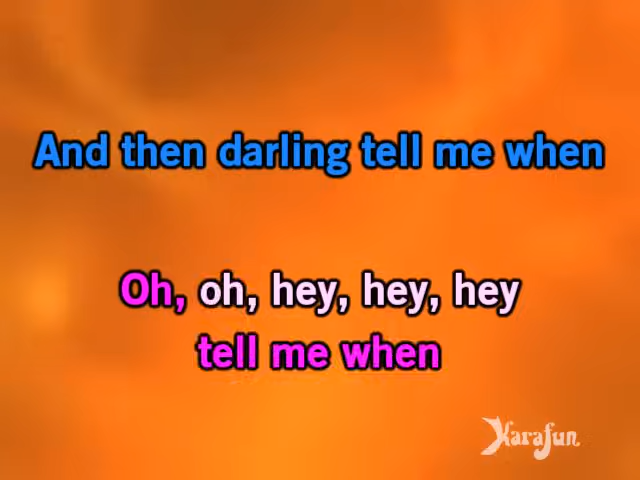 And then darling tell me when
Oh, oh, hey, hey, hey
tell me when
Karafun